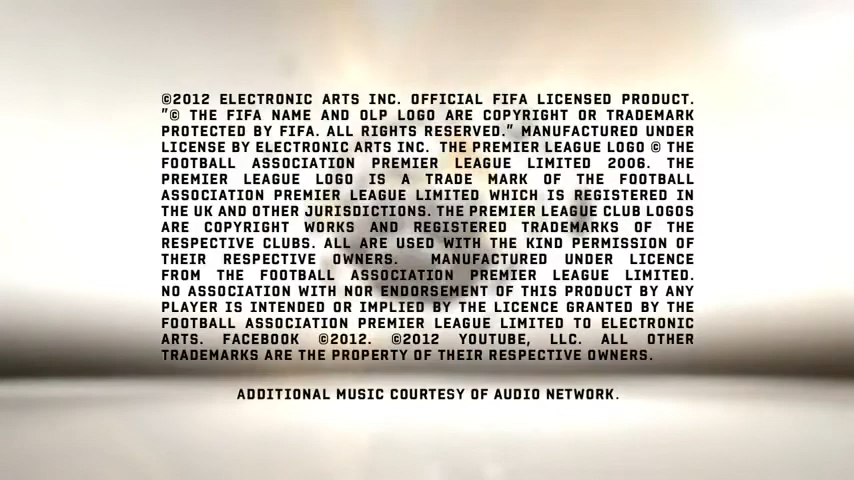 ©2012 ELECTRONIC ARTS INC. OFFICIAL FIFA LICENSED PRODUCT.
"© THE FIFA NAME AND OLP LOGO ARE COPYRIGHT OR TRADEMARK
PROTECTED BY FIFA. ALL RIGHTS RESERVED." MANUFACTURED UNDER
LICENSE BY ELECTRONIC ARTS INC. THE PREMIER LEAGUE LOGO © THE
FOOTBALL ASSOCIATION PREMIER LEAGUE LIMITED 2006. THE
PREMIER LEAGUE LOGO IS A TRADE MARK OF THE FOOTBALL
ASSOCIATION PREMIER LEAGUE LIMITED WHICH IS REGISTERED IN
THE UK AND OTHER JURISDICTIONS. THE PREMIER LEAGUE CLUB LOGOS
ARE COPYRIGHT WORKS AND REGISTERED TRADEMARKS OF THE
RESPECTIVE CLUBS. ALL ARE USED WITH THE KIND PERMISSION OF
THEIR RESPECTIVE OWNERS. MANUFACTURED UNDER LICENCE
FROM THE FOOTBALL ASSOCIATION PREMIER LEAGUE LIMITED.
NO ASSOCIATION WITH NOR ENDORSEMENT OF THIS PRODUCT BY ANY
PLAYER IS INTENDED OR IMPLIED BY THE LICENCE GRANTED BY THE
FOOTBALL ASSOCIATION PREMIER LEAGUE LIMITED TO ELECTRONIC
ARTS. FACEBOOK ©2012. ©2012 YOUTUBE, LLC. ALL OTHER
TRADEMARKS ARE THE PROPERTY OF THEIR RESPECTIVE OWNERS.
ADDITIONAL MUSIC COURTESY OF AUDIO NETWORK.